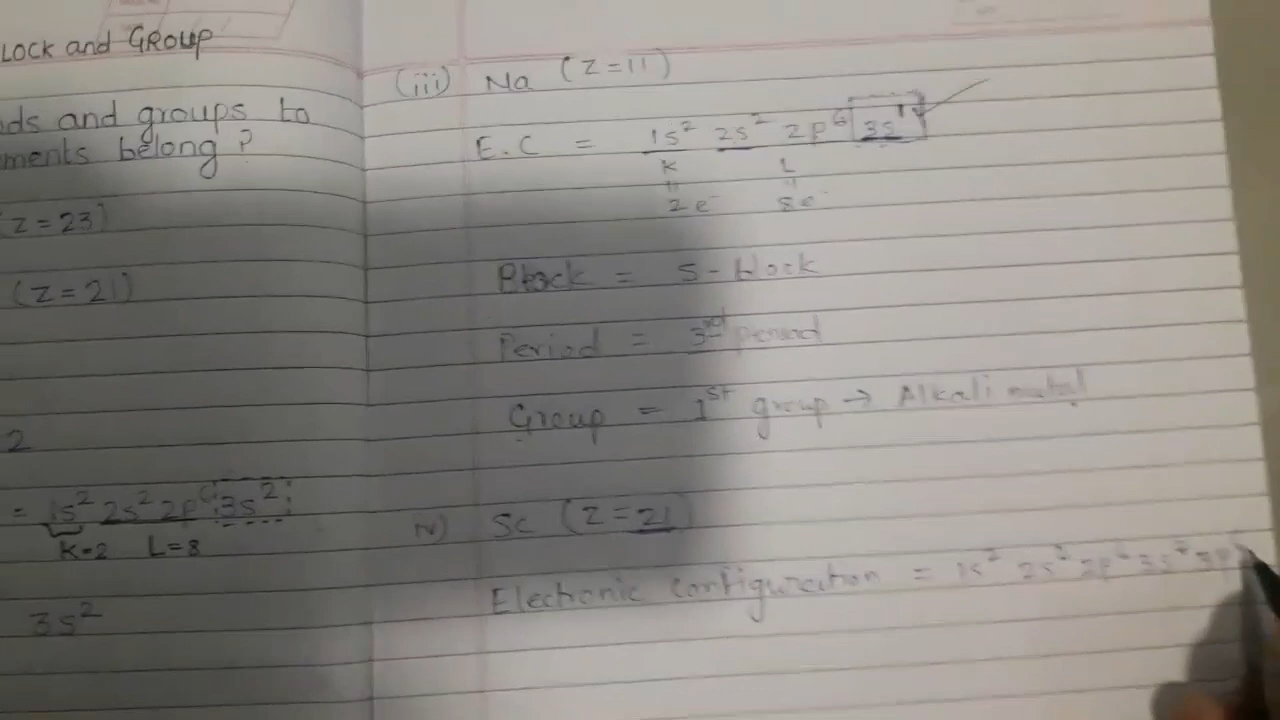 LOCK and GROUP
ds and groups to
ments belong ?
(Z=23)
(Z=21)
2
= 1s² 2s² 2p⁶ 3s²
K=2 L=8
3s²
(iii) Na (Z=11)
E.C = 1s² 2s² 2p⁶ 3s¹
K L
2e⁻ 8e⁻
Block = S-block
Period = 3rd period
Group = 1st group → Alkali metal
iv) Sc (Z=21)
Electronic configuration = 1s² 2s² 2p⁶ 3s² 3p